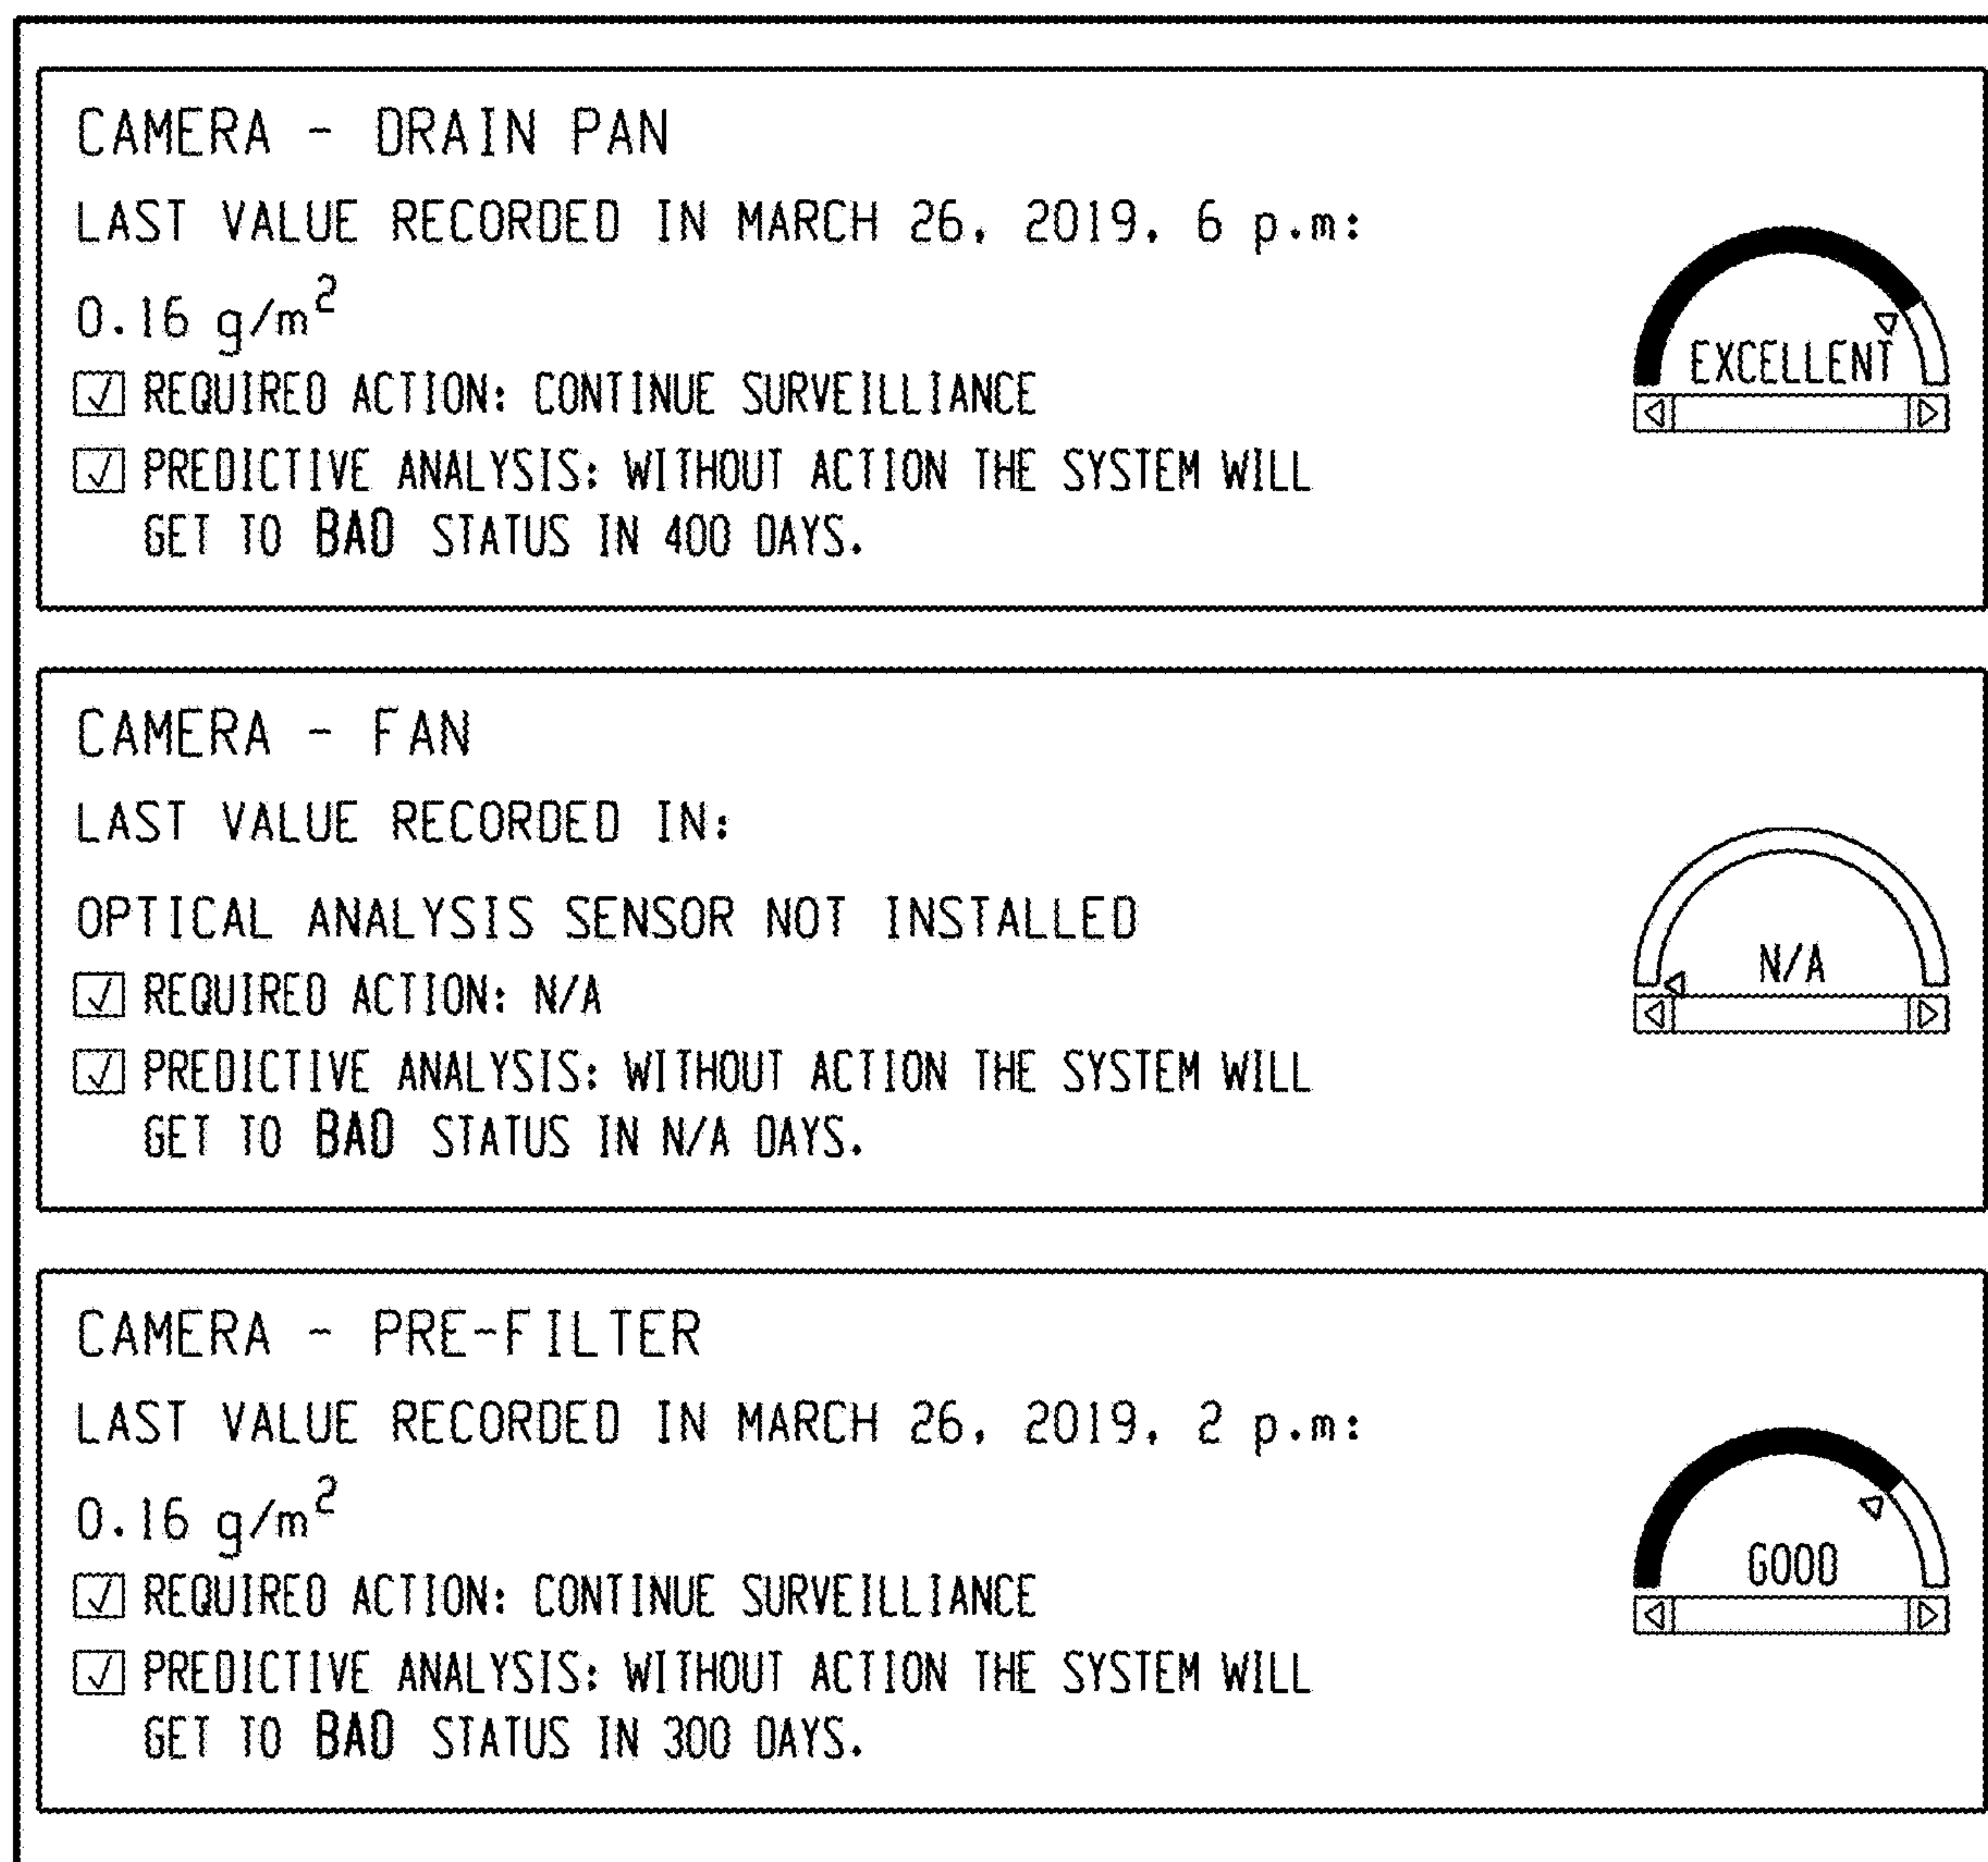 CAMERA - DRAIN PAN
LAST VALUE RECORDED IN MARCH 26, 2019, 6 p.m:
0.16 g/m²
☑ REQUIRED ACTION: CONTINUE SURVEILLIANCE
☑ PREDICTIVE ANALYSIS: WITHOUT ACTION THE SYSTEM WILL
GET TO BAD STATUS IN 400 DAYS.
EXCELLENT
CAMERA - FAN
LAST VALUE RECORDED IN:
OPTICAL ANALYSIS SENSOR NOT INSTALLED
☑ REQUIRED ACTION: N/A
☑ PREDICTIVE ANALYSIS: WITHOUT ACTION THE SYSTEM WILL
GET TO BAD STATUS IN N/A DAYS.
N/A
CAMERA - PRE-FILTER
LAST VALUE RECORDED IN MARCH 26, 2019, 2 p.m:
0.16 g/m²
☑ REQUIRED ACTION: CONTINUE SURVEILLIANCE
☑ PREDICTIVE ANALYSIS: WITHOUT ACTION THE SYSTEM WILL
GET TO BAD STATUS IN 300 DAYS.
GOOD